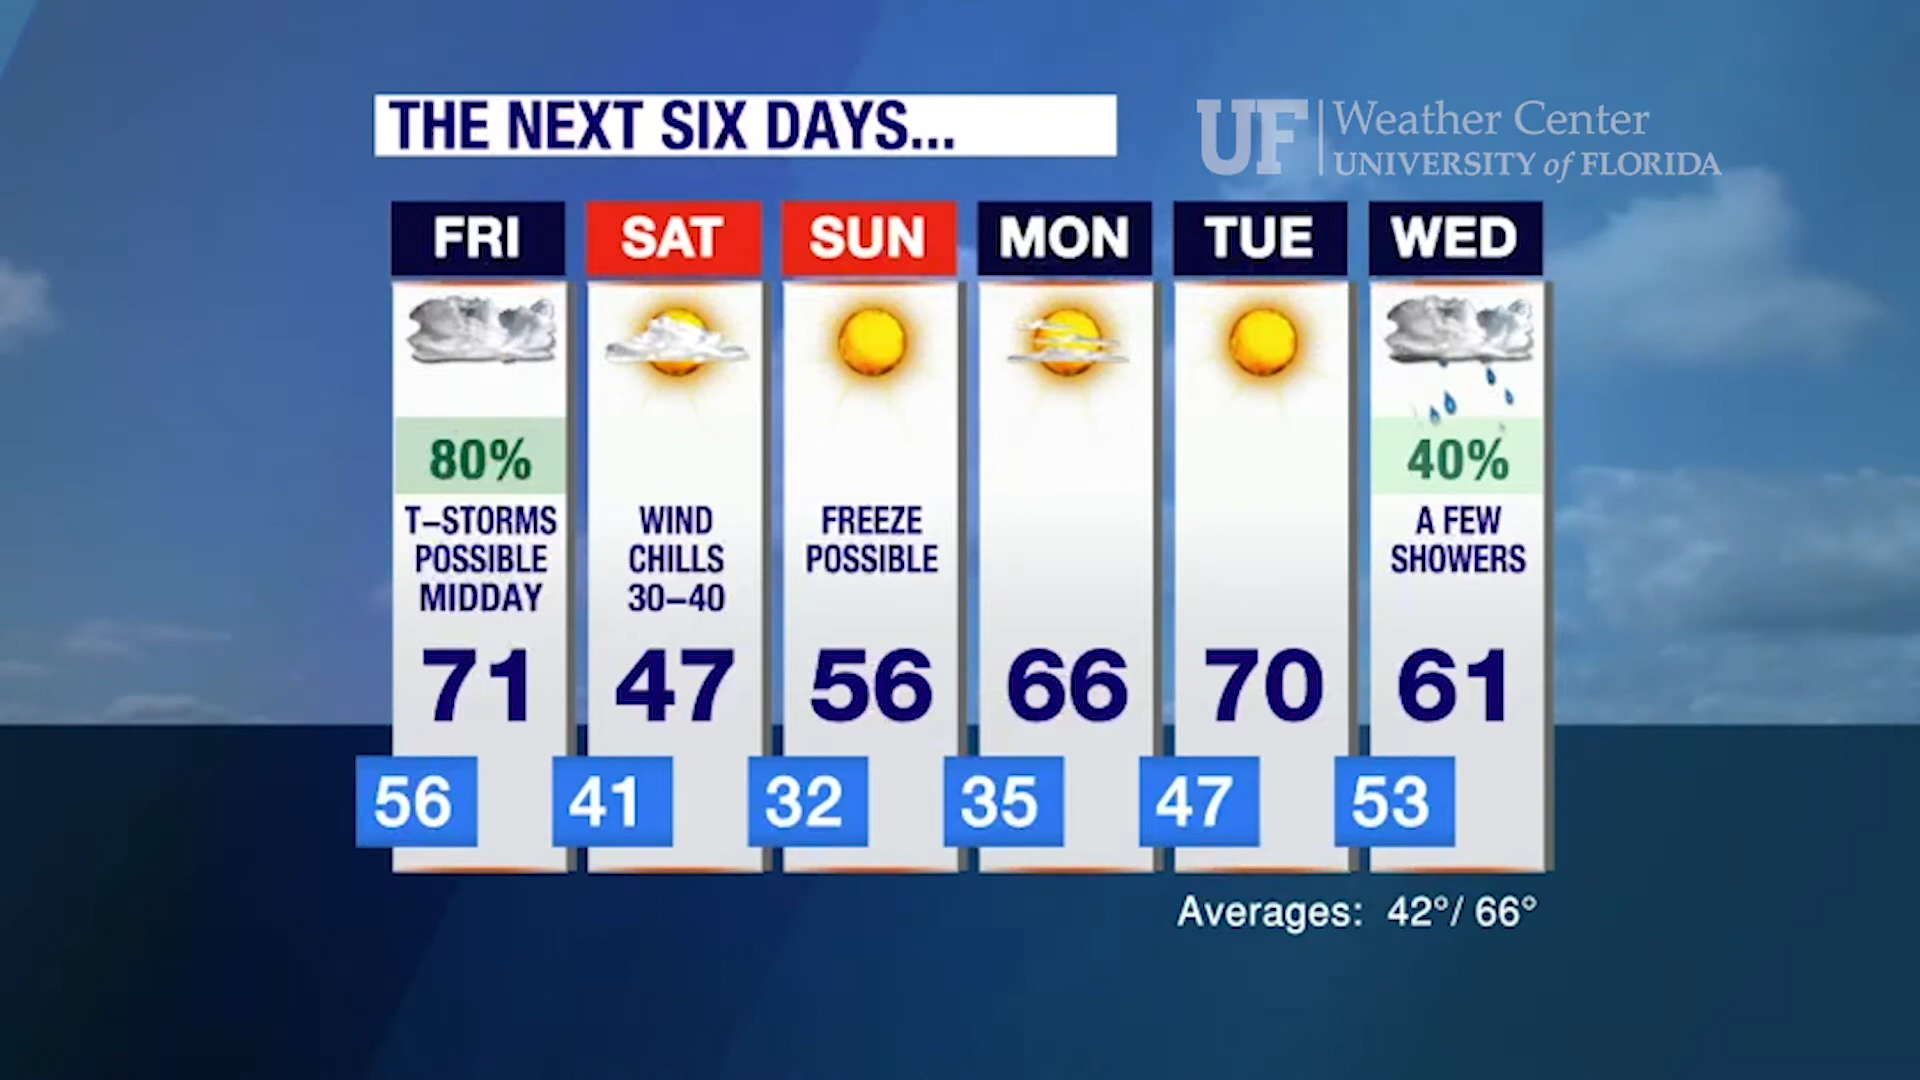 THE NEXT SIX DAYS...
UF Weather Center
UNIVERSITY of FLORIDA
FRI SAT SUN MON TUE WED
80% 40%
T-STORMS WIND FREEZE A FEW
POSSIBLE CHILLS POSSIBLE SHOWERS
MIDDAY 30-40
71 47 56 66 70 61
56 41 32 35 47 53
Averages: 42°/ 66°